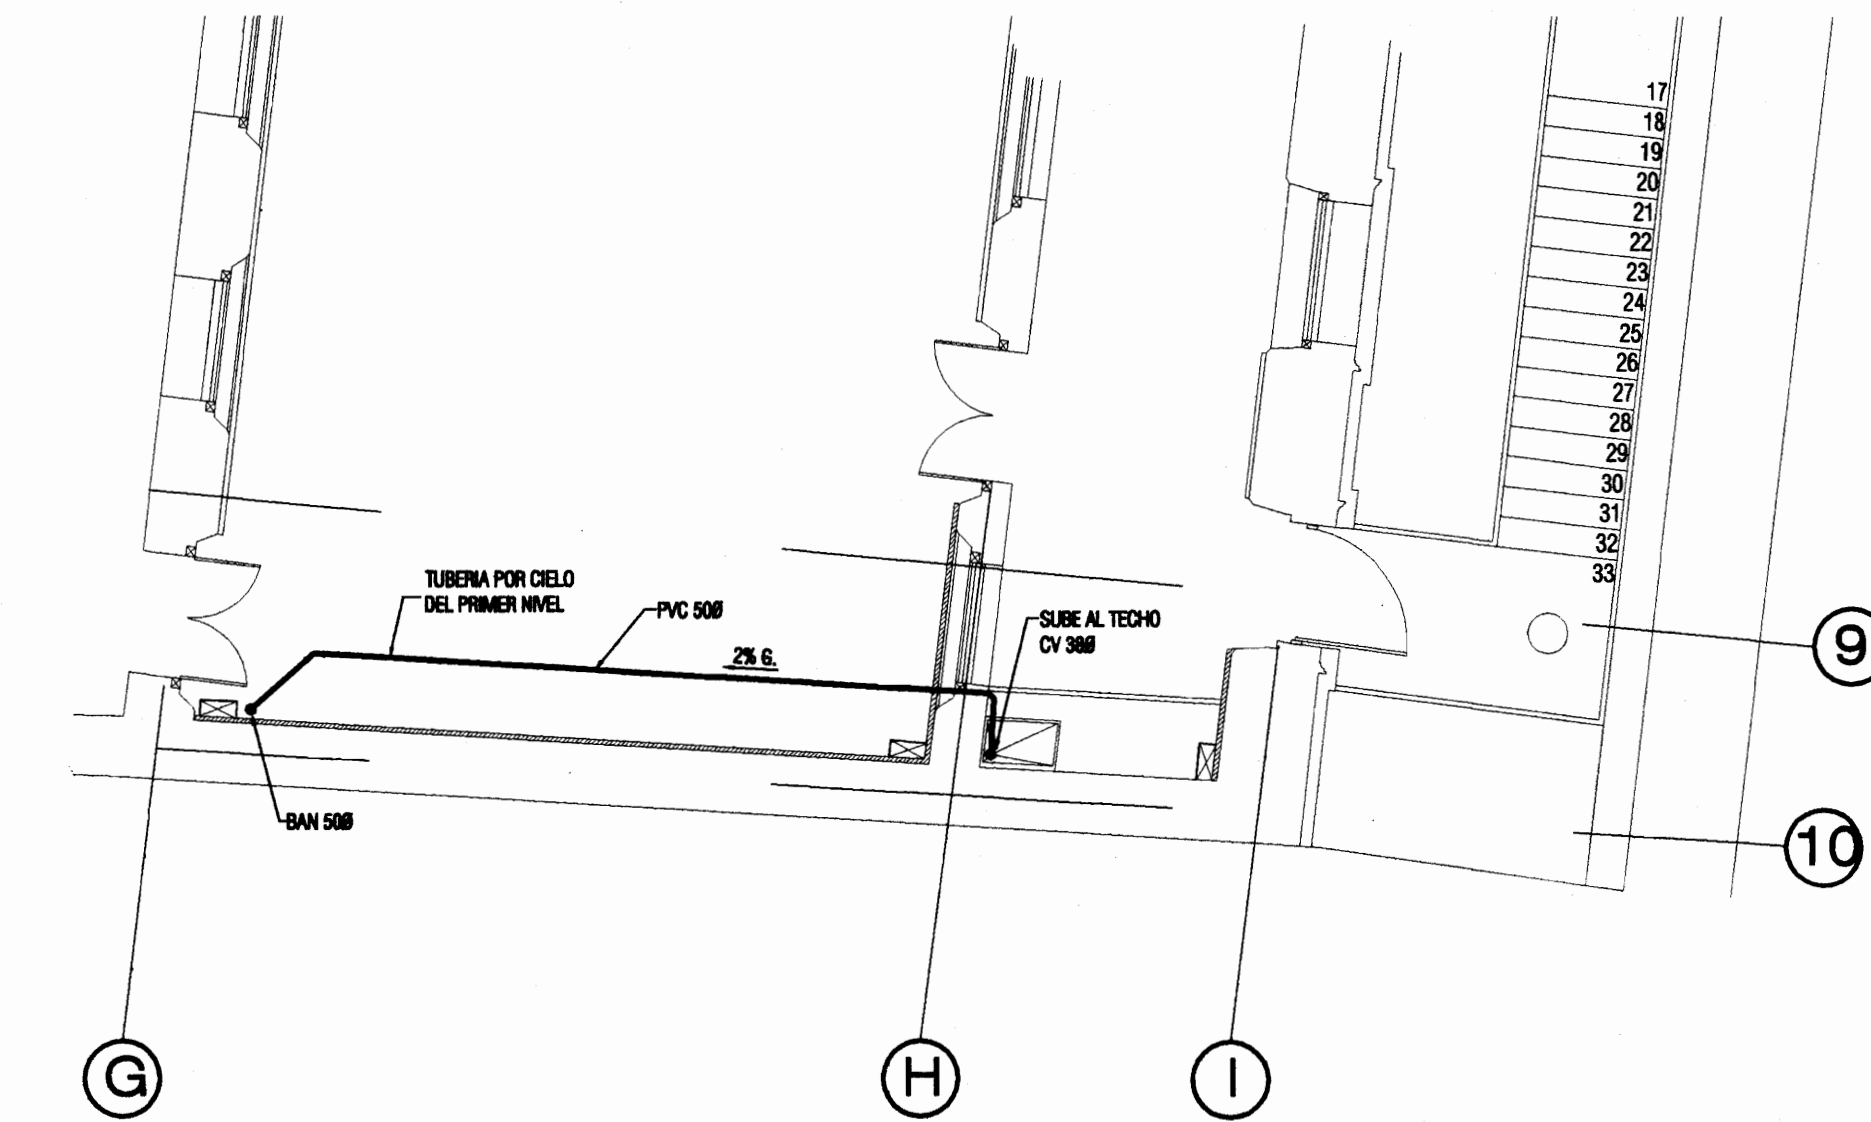 17
18
19
20
21
22
23
24
25
26
27
28
29
30
31
32
33
TUBERIA POR CIELO
DEL PRIMER NIVEL
PVC 50Ø
2% G.
SUBE AL TECHO
CV 38Ø
BAN 50Ø
9
10
G
H
I